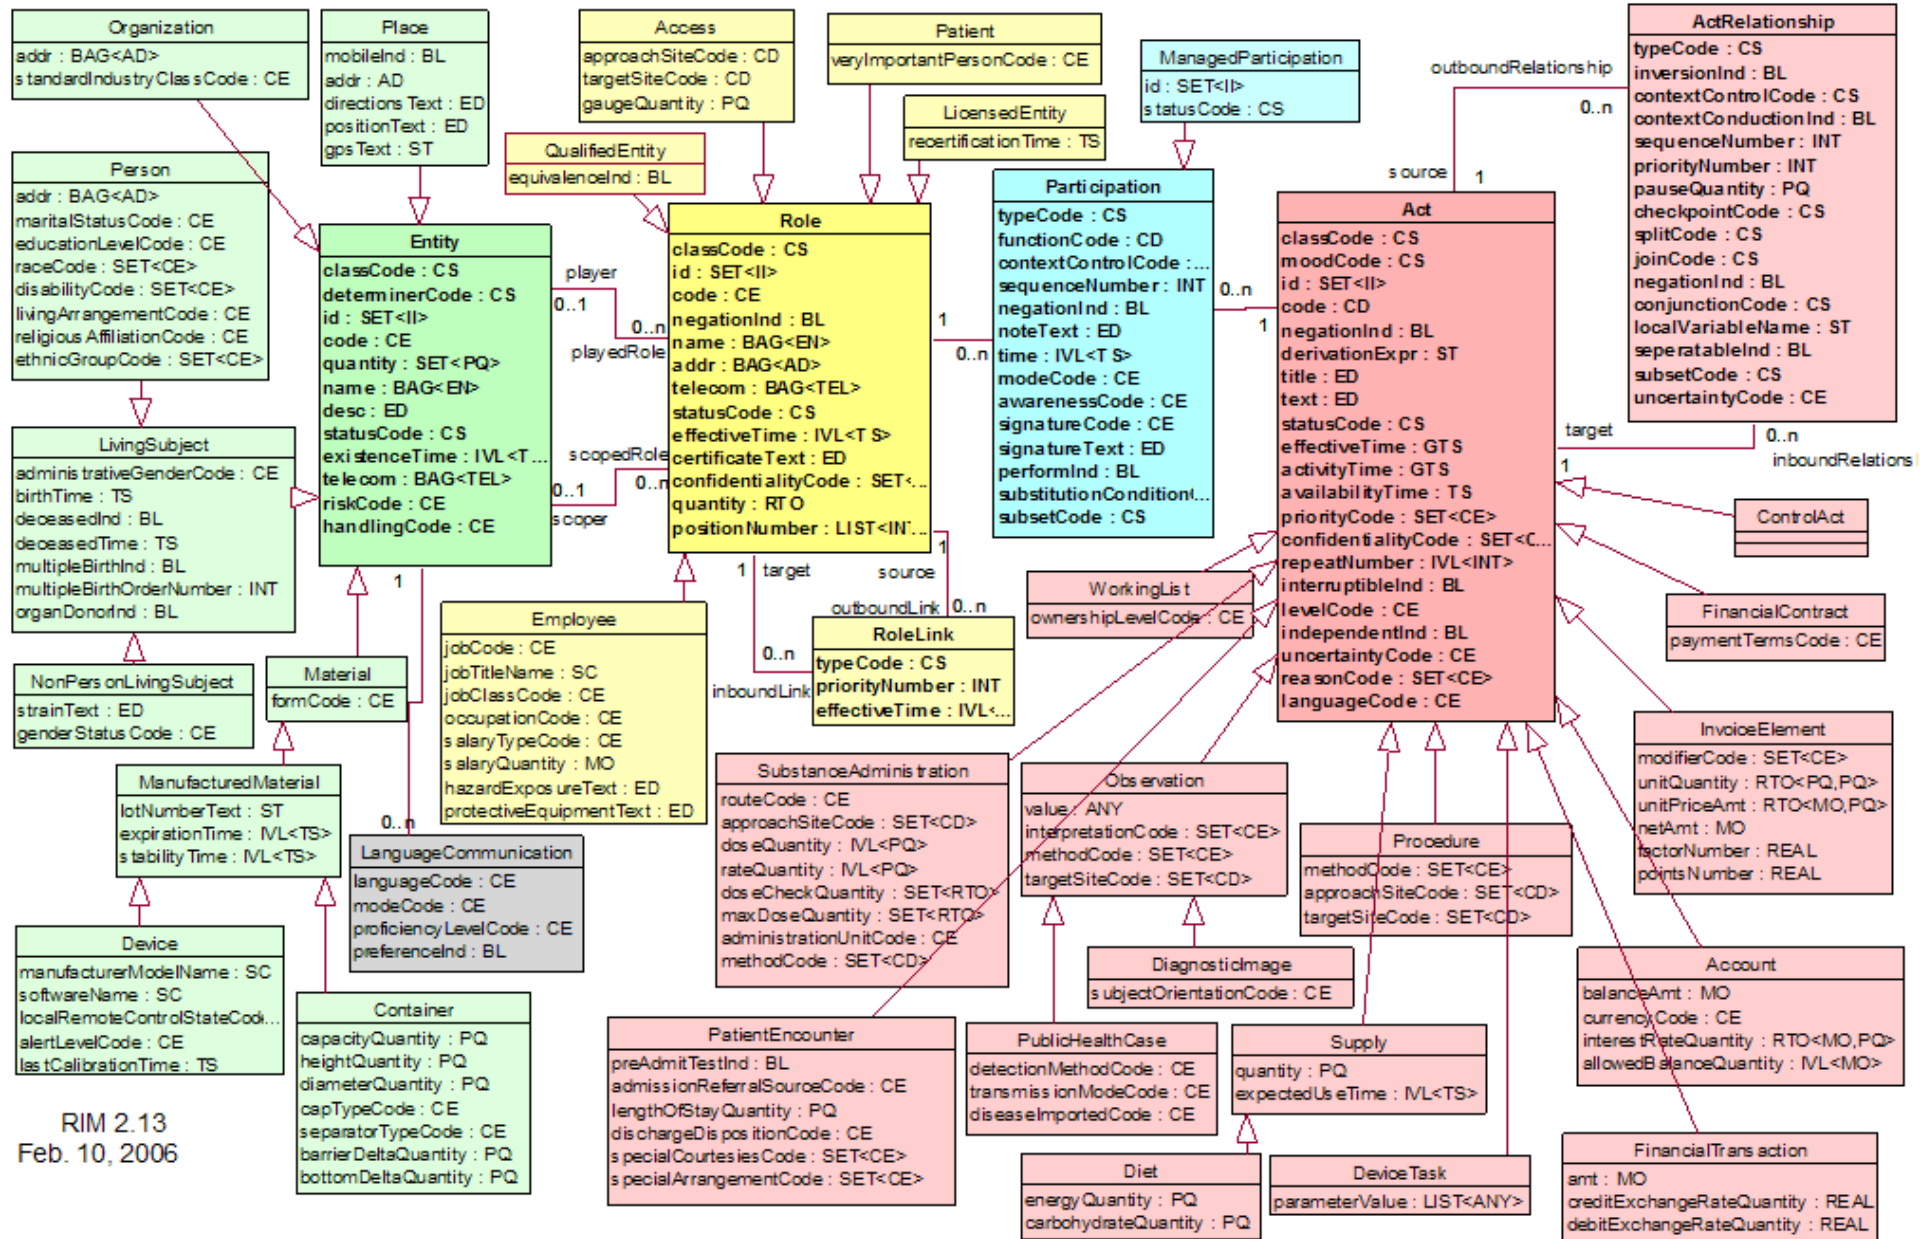 Organization
addr : BAG<AD>
standardIndustryClassCode : CE
Place
mobileInd : BL
addr : AD
directionsText : ED
positionText : ED
gpsText : ST
Access
approachSiteCode : CD
targetSiteCode : CD
gaugeQuantity : PQ
Patient
veryImportantPersonCode : CE
LicensedEntity
recertificationTime : TS
QualifiedEntity
equivalenceInd : BL
ManagedParticipation
id : SET<II>
statusCode : CS
ActRelationship
typeCode : CS
inversionInd : BL
contextControlCode : CS
contextConductionInd : BL
sequenceNumber : INT
priorityNumber : INT
pauseQuantity : PQ
checkpointCode : CS
splitCode : CS
joinCode : CS
negationInd : BL
conjunctionCode : CS
localVariableName : ST
seperatableInd : BL
subsetCode : CS
uncertaintyCode : CE
outboundRelationship
0..n
source
1
Person
addr : BAG<AD>
maritalStatusCode : CE
educationLevelCode : CE
raceCode : SET<CE>
disabilityCode : SET<CE>
livingArrangementCode : CE
religiousAffiliationCode : CE
ethnicGroupCode : SET<CE>
Entity
classCode : CS
determinerCode : CS
id : SET<II>
code : CE
quantity : SET<PQ>
name : BAG<EN>
desc : ED
statusCode : CS
existenceTime : IVL<T...
telecom : BAG<TEL>
riskCode : CE
handlingCode : CE
player
0..1
0..n
playedRole
scopedRole
0..n
0..1
scoper
Role
classCode : CS
id : SET<II>
code : CE
negationInd : BL
name : BAG<EN>
addr : BAG<AD>
telecom : BAG<TEL>
statusCode : CS
effectiveTime : IVL<TS>
certificateText : ED
confidentialityCode : SET<...
quantity : RTO
positionNumber : LIST<INT...
1
0..n
Participation
typeCode : CS
functionCode : CD
contextControlCode :...
sequenceNumber : INT
negationInd : BL
noteText : ED
time : IVL<TS>
modeCode : CE
awarenessCode : CE
signatureCode : CE
signatureText : ED
performInd : BL
substitutionCondition(...
subsetCode : CS
0..n
1
Act
classCode : CS
moodCode : CS
id : SET<II>
code : CD
negationInd : BL
derivationExpr : ST
title : ED
text : ED
statusCode : CS
effectiveTime : GTS
activityTime : GTS
availabilityTime : TS
priorityCode : SET<CE>
confidentialityCode : SET<C...
repeatNumber : IVL<INT>
interruptibleInd : BL
levelCode : CE
independentInd : BL
uncertaintyCode : CE
reasonCode : SET<CE>
languageCode : CE
target
0..n
1
inboundRelations
ControlAct
FinancialContract
paymentTermsCode : CE
LivingSubject
administrativeGenderCode : CE
birthTime : TS
deceasedInd : BL
deceasedTime : TS
multipleBirthInd : BL
multipleBirthOrderNumber : INT
organDonorInd : BL
NonPersonLivingSubject
strainText : ED
genderStatusCode : CE
Material
formCode : CE
1
0..n
Employee
jobCode : CE
jobTitleName : SC
jobClassCode : CE
occupationCode : CE
salaryTypeCode : CE
salaryQuantity : MO
hazardExposureText : ED
protectiveEquipmentText : ED
1
target
source
1
outboundLink
0..n
0..n
inboundLink
RoleLink
typeCode : CS
priorityNumber : INT
effectiveTime : IVL<...
WorkingList
ownershipLevelCode : CE
ManufacturedMaterial
lotNumberText : ST
expirationTime : IVL<TS>
stabilityTime : IVL<TS>
LanguageCommunication
languageCode : CE
modeCode : CE
proficiencyLevelCode : CE
preferenceInd : BL
SubstanceAdministration
routeCode : CE
approachSiteCode : SET<CD>
doseQuantity : IVL<PQ>
rateQuantity : IVL<PQ>
doseCheckQuantity : SET<RTO>
maxDoseQuantity : SET<RTO>
administrationUnitCode : CE
methodCode : SET<CD>
Observation
value : ANY
interpretationCode : SET<CE>
methodCode : SET<CE>
targetSiteCode : SET<CD>
Procedure
methodCode : SET<CE>
approachSiteCode : SET<CD>
targetSiteCode : SET<CD>
InvoiceElement
modifierCode : SET<CE>
unitQuantity : RTO<PQ,PQ>
unitPriceAmt : RTO<MO,PQ>
netAmt : MO
factorNumber : REAL
pointsNumber : REAL
Device
manufacturerModelName : SC
softwareName : SC
localRemoteControlStateCode...
alertLevelCode : CE
lastCalibrationTime : TS
Container
capacityQuantity : PQ
heightQuantity : PQ
diameterQuantity : PQ
capTypeCode : CE
separatorTypeCode : CE
barrierDeltaQuantity : PQ
bottomDeltaQuantity : PQ
DiagnosticImage
subjectOrientationCode : CE
Account
balanceAmt : MO
currencyCode : CE
interestRateQuantity : RTO<MO,PQ>
allowedBalanceQuantity : IVL<MO>
PatientEncounter
preAdmitTestInd : BL
admissionReferralSourceCode : CE
lengthOfStayQuantity : PQ
dischargeDispositionCode : CE
specialCourtesiesCode : SET<CE>
specialArrangementCode : SET<CE>
PublicHealthCase
detectionMethodCode : CE
transmissionModeCode : CE
diseaseImportedCode : CE
Supply
quantity : PQ
expectedUseTime : IVL<TS>
Diet
energyQuantity : PQ
carbohydrateQuantity : PQ
DeviceTask
parameterValue : LIST<ANY>
FinancialTransaction
amt : MO
creditExchangeRateQuantity : REAL
debitExchangeRateQuantity : REAL
RIM 2.13
Feb. 10, 2006